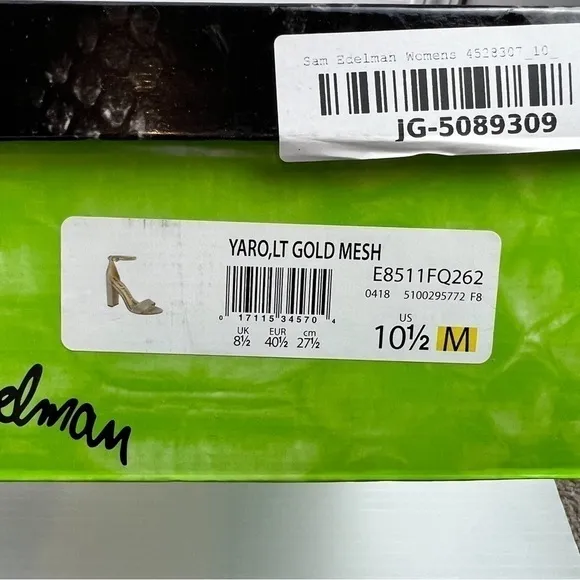 Sam Edelman Womens 4528307_10_
jG-5089309
YARO,LT GOLD MESH
E8511FQ262
0418 5100295772 F8
0 17115 34570 4
UK EUR cm
8½ 40½ 27½
US
10½ M
elman